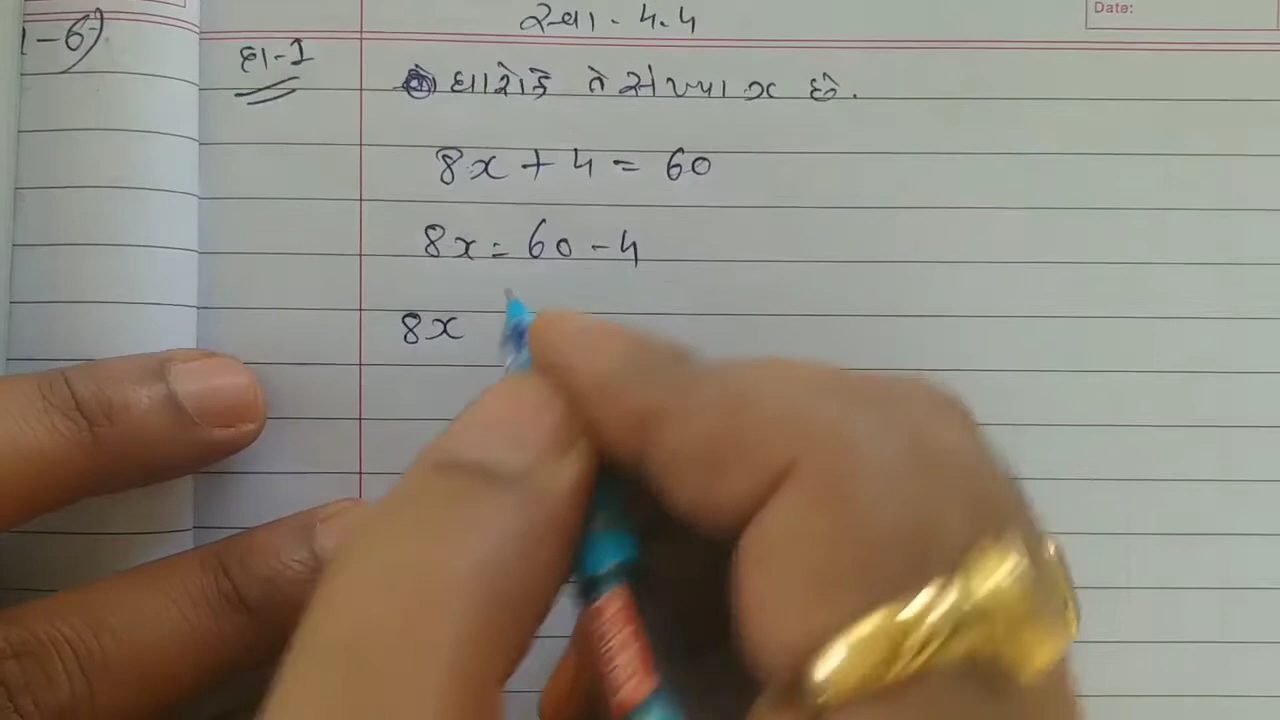 Date:
સ્વા. 4.4
1-6)
દા-1
ધારોકે તે સંખ્યા x છે.
8x + 4 = 60
8x = 60 - 4
8x